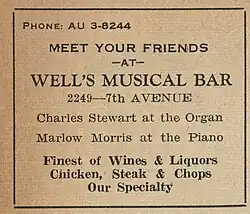 PHONE: AU 3-8244
MEET YOUR FRIENDS
—AT—
WELL'S MUSICAL BAR
2249—7th AVENUE
Charles Stewart at the Organ
Marlow Morris at the Piano
Finest of Wines & Liquors
Chicken, Steak & Chops
Our Specialty